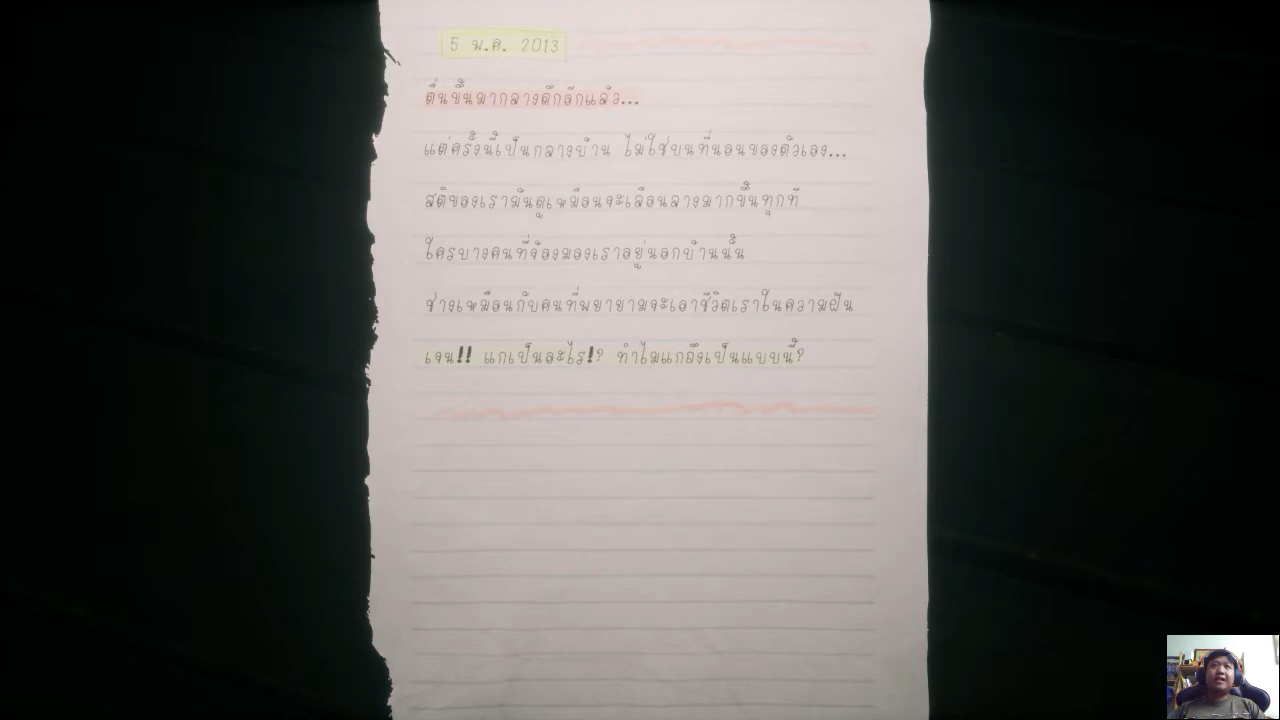 5 พ.ค. 2013
ตื่นขึ้นมากลางดึกอีกแล้ว...
แต่ครั้งนี้เป็นกลางบ้าน ไม่ใช่บนที่นอนของตัวเอง...
สติของเรามันดูเหมือนจะเลือนลางมากขึ้นทุกที
ใครบางคนที่จ้องมองเราอยู่นอกบ้านนั้น
ช่างเหมือนกับคนที่พยายามจะเอาชีวิตเราในความฝัน
เจน!! แกเป็นอะไร!? ทำไมแกถึงเป็นแบบนี้?